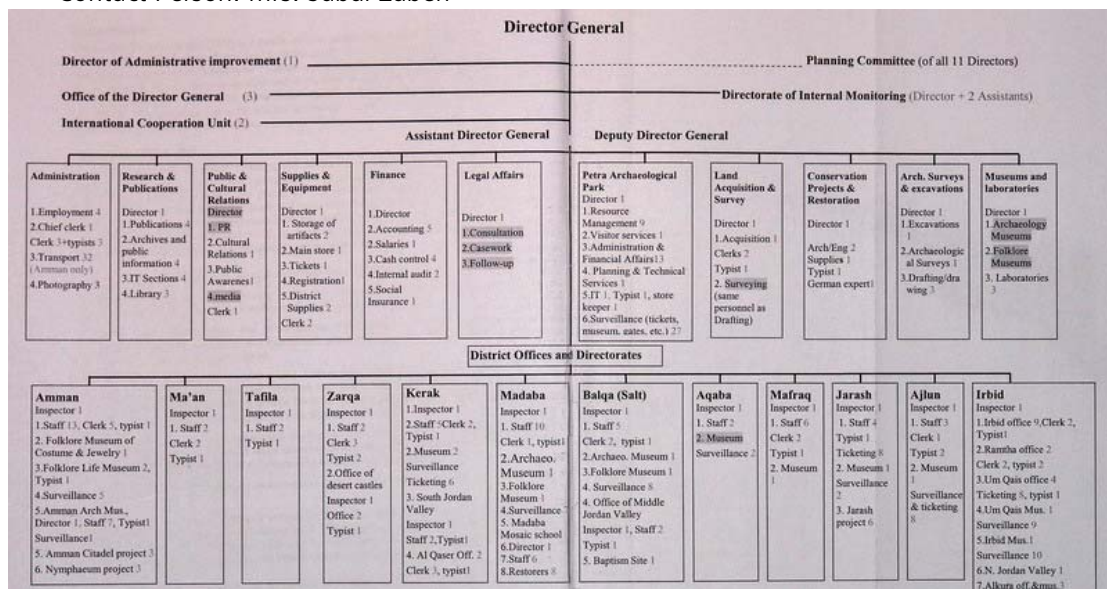 Contact Person:
Director General
Director of Administrative improvement (1)
Planning Committee (of all 11 Directors)
Office of the Director General (3)
Directorate of Internal Monitoring (Director + 2 Assistants)
International Cooperation Unit (2)
Assistant Director General
Deputy Director General
Administration
1.Employment 4
2.Chief clerk 1
Clerk 3+typists 3
3.Transport 32
(Amman only)
4.Photography 3
Research &
Publications
Director 1
1.Publications 4
2.Archives and
public
information 4
3.IT Sections 4
4.Library 3
Public &
Cultural
Relations
Director
1. PR
2.Cultural
Relations 1
3.Public
Awarenes1
4.media
Clerk 1
Supplies &
Equipment
Director 1
1. Storage of
artifacts 2
2.Main store 1
3.Tickets 1
4.Registration1
5.District
Supplies 2
Clerk 2
Finance
1.Director
2.Accounting 5
2.Salaries 1
3.Cash control 4
4.Internal audit 2
5.Social
Insurance 1
Legal Affairs
Director 1
1.Consultation
2.Casework
3.Follow-up
Petra Archaeological
Park
Director 1
1.Resource
Management 9
2.Visitor services 1
3.Administration &
Financial Affairs13
4. Planning & Technical
Services 1
5.IT 1, Typist 1, store
keeper 1
6.Surveillance (tickets,
museum, gates, etc.) 27
Land
Acquisition &
Survey
Director 1
1.Acquisition 1
Clerks 2
Typist 1
2. Surveying
(same
personnel as
Drafting)
Conservation
Projects &
Restoration
Director 1
Arch/Eng 2
Supplies 1
Typist 1
German expert1
Arch. Surveys
& excavations
Director 1
1.Excavations
1
2.Archaeologic
al Surveys 1
3.Drafting/dra
wing 3
Museums and
laboratories
Director 1
1.Archaeology
Museums
2.Folklore
Museums
3. Laboratories
3
District Offices and Directorates
Amman
Inspector 1
1.Staff 13, Clerk 5, typist 1
2. Folklore Museum of
Costume & Jewelry 1
3.Folklore Life Museum 2,
Typist 1
4.Surveillance 5
5.Amman Arch Mus.,
Director 1, Staff 7, Typist1
Surveillance1
5. Amman Citadel project 3
6. Nymphaeum project 3
Ma'an
Inspector 1
1. Staff 2
Clerk 2
Typist 1
Tafila
Inspector 1
1. Staff 2
Typist 1
Zarqa
Inspector 1
1. Staff 2
Clerk 3
Typist 2
2.Office of
desert castles
Inspector 1
Office 2
Typist 1
Kerak
1.Inspector 1
2.Staff 5Clerk 2,
Typist 1
2.Museum 2
Surveillance
Ticketing 6
3. South Jordan
Valley
Inspector 1
Staff 2,Typist1
4. Al Qaser Off. 2
Clerk 3, typist1
Madaba
Inspector 1
1. Staff 10
Clerk 1, typist1
2.Archaeo.
Museum 1
3.Folklore
Museum 1
4.Surveillance
5. Madaba
Mosaic school
6.Director 1
7.Staff 6
8.Restorers 8
Balqa (Salt)
Inspector 1
1. Staff 5
Clerk 2, typist 1
2.Archaeo. Museum 1
3.Folklore Museum 1
4. Surveillance 8
4. Office of Middle
Jordan Valley
Inspector 1, Staff 2
Typist 1
5. Baptism Site 1
Aqaba
Inspector 1
1. Staff 2
2. Museum
Surveillance 2
Mafraq
Inspector 1
1. Staff 6
Clerk 2
Typist 1
2. Museum
1
Jarash
Inspector 1
1. Staff 4
Typist 1
Ticketing 8
2. Museum 1
Surveillance
2
3. Jarash
project 6
Ajlun
Inspector 1
1. Staff 3
Clerk 1
Typist 2
2. Museum
1
Surveillance
& ticketing
8
Irbid
Inspector 1
1.Irbid office 9,Clerk 2,
Typist1
2.Ramtha office 2
Clerk 2, typist 2
3.Um Qais office 4
Ticketing 8, typist 1
4.Um Qais Mus. 1
Surveillance 9
5.Irbid Mus.1
Surveillance 10
6.N. Jordan Valley 1
7.Alkura off.&mus. 3